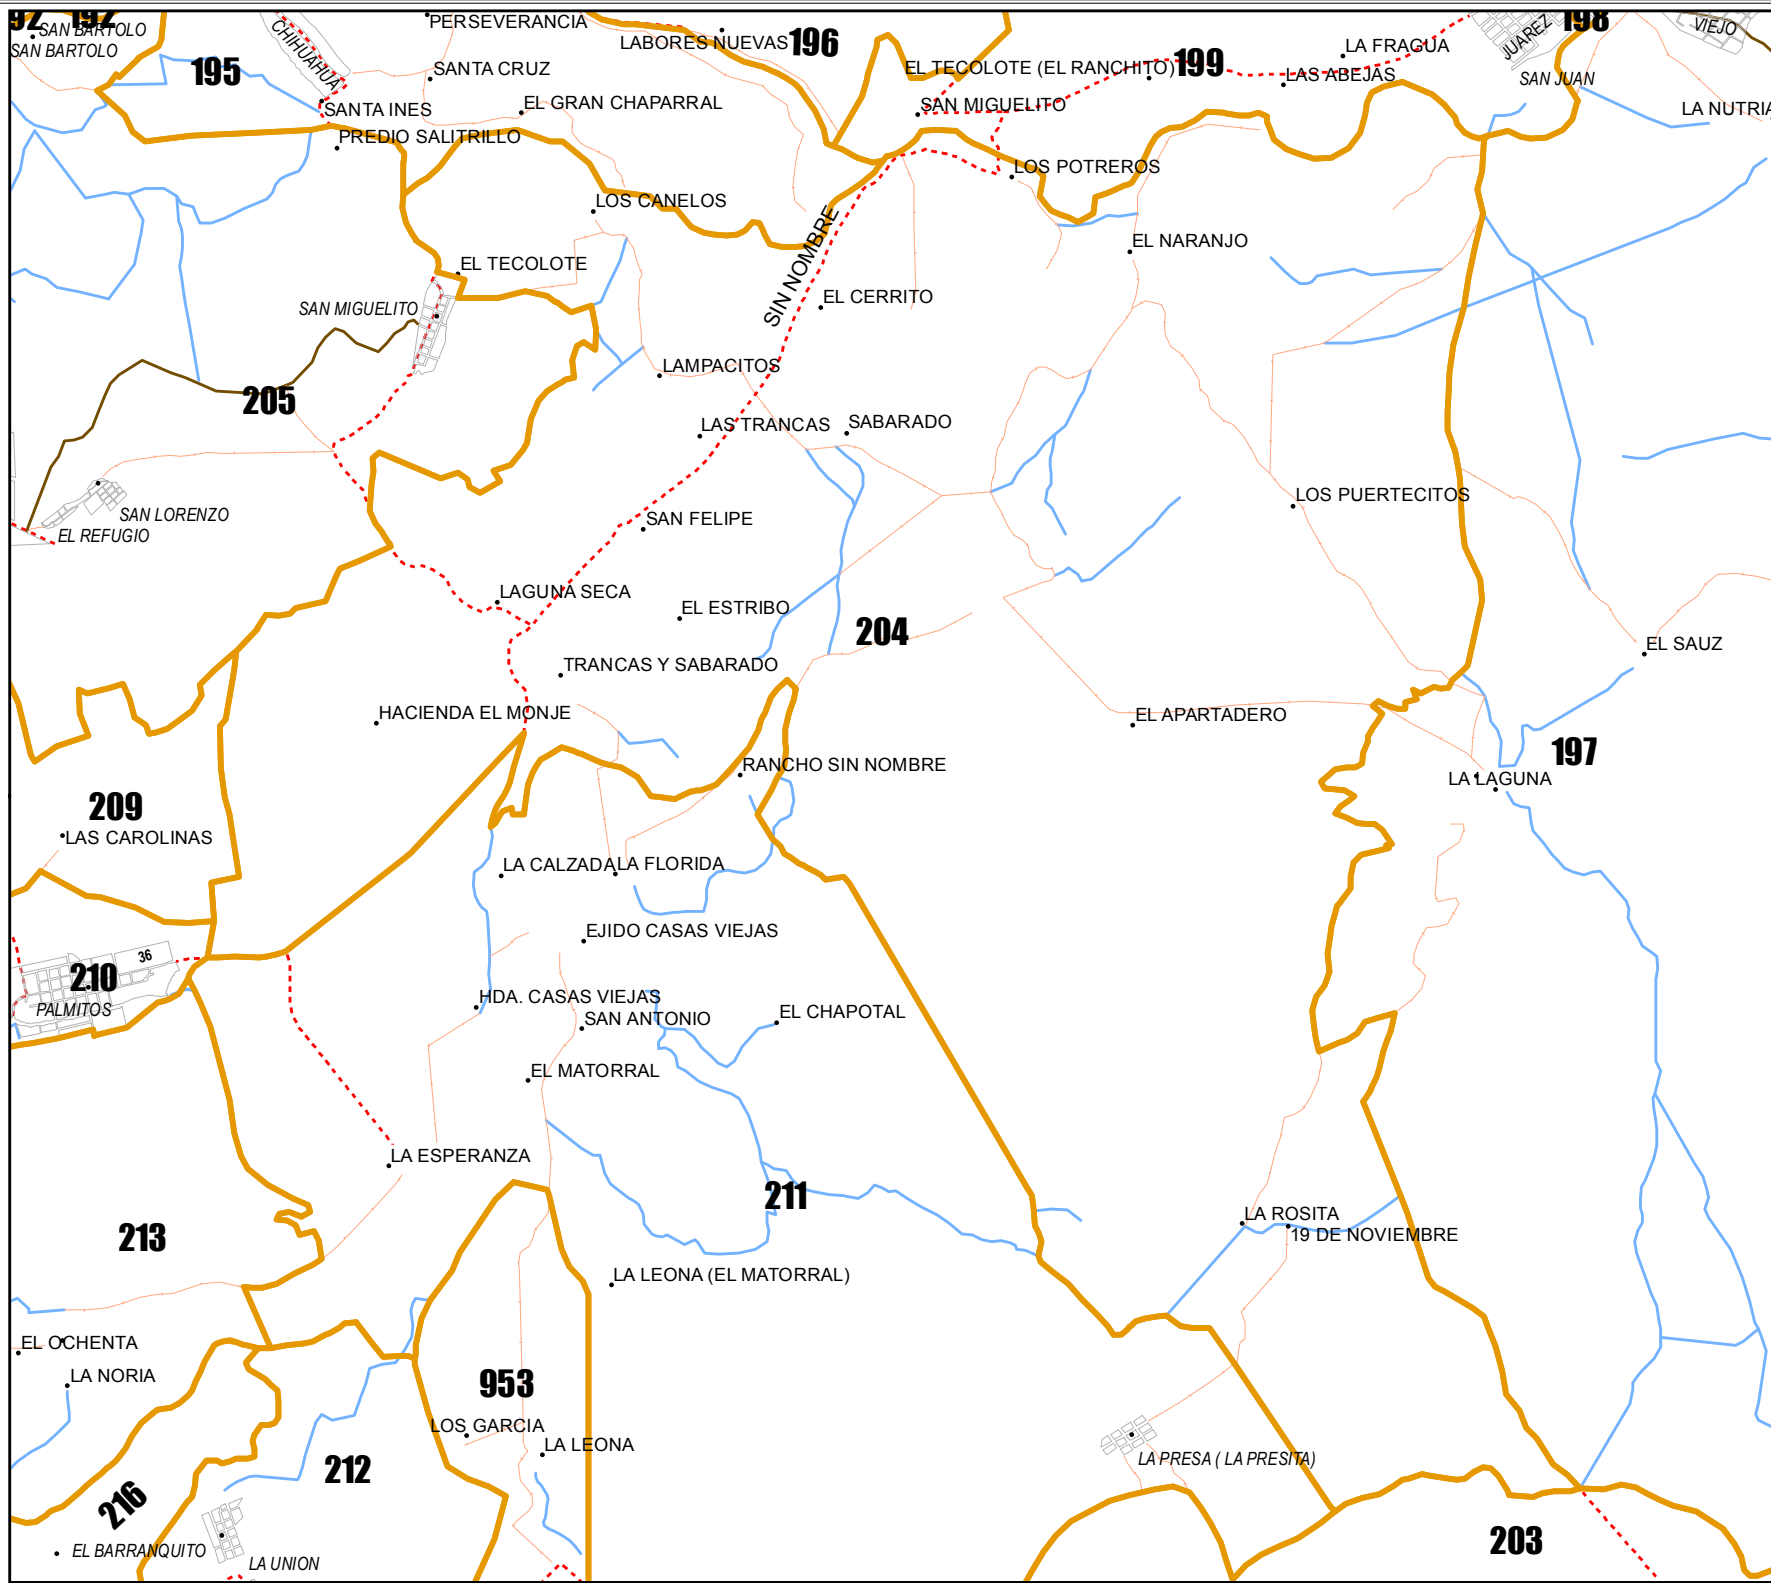 92
192
SAN BARTOLO
SAN BARTOLO
195
CHIHUAHUA
PERSEVERANCIA
LABORES NUEVAS
196
JUAREZ
198
VIEJO
SANTA CRUZ
EL TECOLOTE (EL RANCHITO)
199
LA FRAGUA
LAS ABEJAS
SAN JUAN
SANTA INES
EL GRAN CHAPARRAL
SAN MIGUELITO
LA NUTRIA
PREDIO SALITRILLO
LOS POTREROS
LOS CANELOS
SIN NOMBRE
EL NARANJO
EL TECOLOTE
SAN MIGUELITO
EL CERRITO
LAMPACITOS
205
LAS TRANCAS
SABARADO
SAN LORENZO
EL REFUGIO
SAN FELIPE
LOS PUERTECITOS
LAGUNA SECA
EL ESTRIBO
204
EL SAUZ
TRANCAS Y SABARADO
HACIENDA EL MONJE
EL APARTADERO
197
RANCHO SIN NOMBRE
LA LAGUNA
209
LAS CAROLINAS
LA CALZADA
LA FLORIDA
EJIDO CASAS VIEJAS
36
210
PALMITOS
HDA. CASAS VIEJAS
SAN ANTONIO
EL CHAPOTAL
EL MATORRAL
LA ESPERANZA
211
213
LA ROSITA
19 DE NOVIEMBRE
LA LEONA (EL MATORRAL)
EL OCHENTA
LA NORIA
953
LOS GARCIA
LA LEONA
212
LA PRESA ( LA PRESITA)
216
203
EL BARRANQUITO
LA UNION